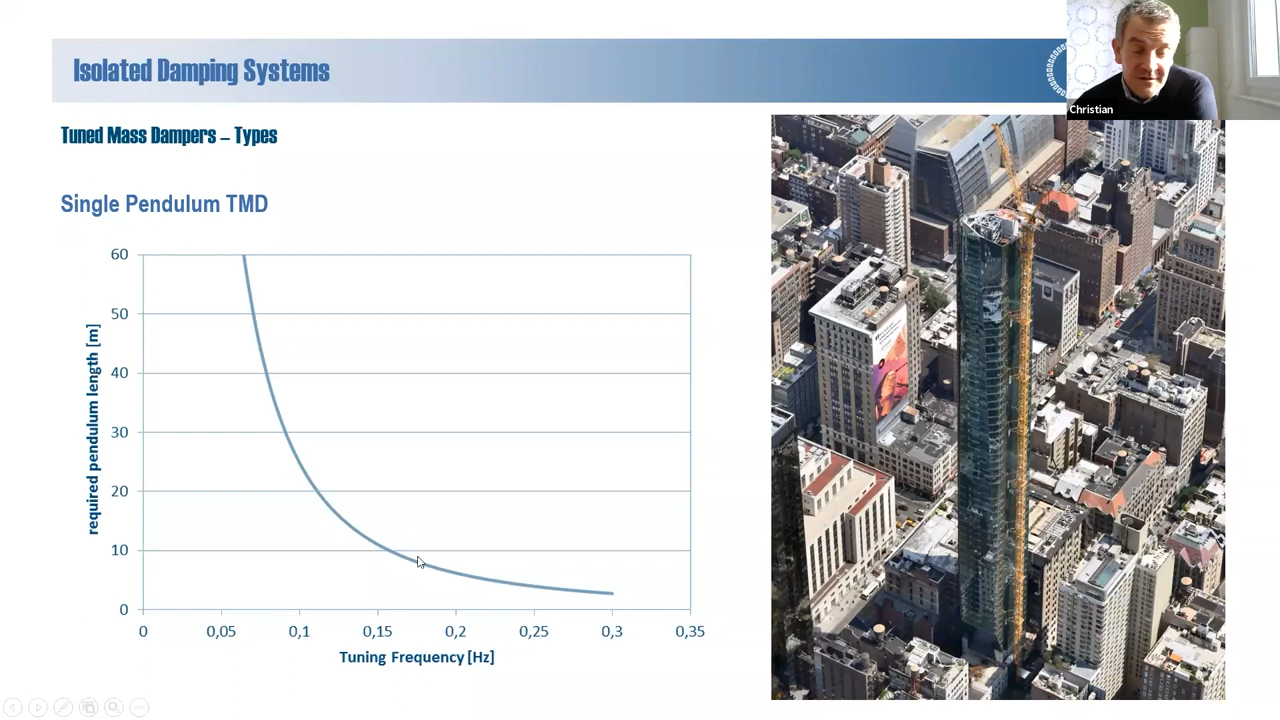 Isolated Damping Systems
Christian
Tuned Mass Dampers – Types
Single Pendulum TMD
60
50
40
30
20
10
0
required pendulum length [m]
0
0,05
0,1
0,15
0,2
0,25
0,3
0,35
Tuning Frequency [Hz]